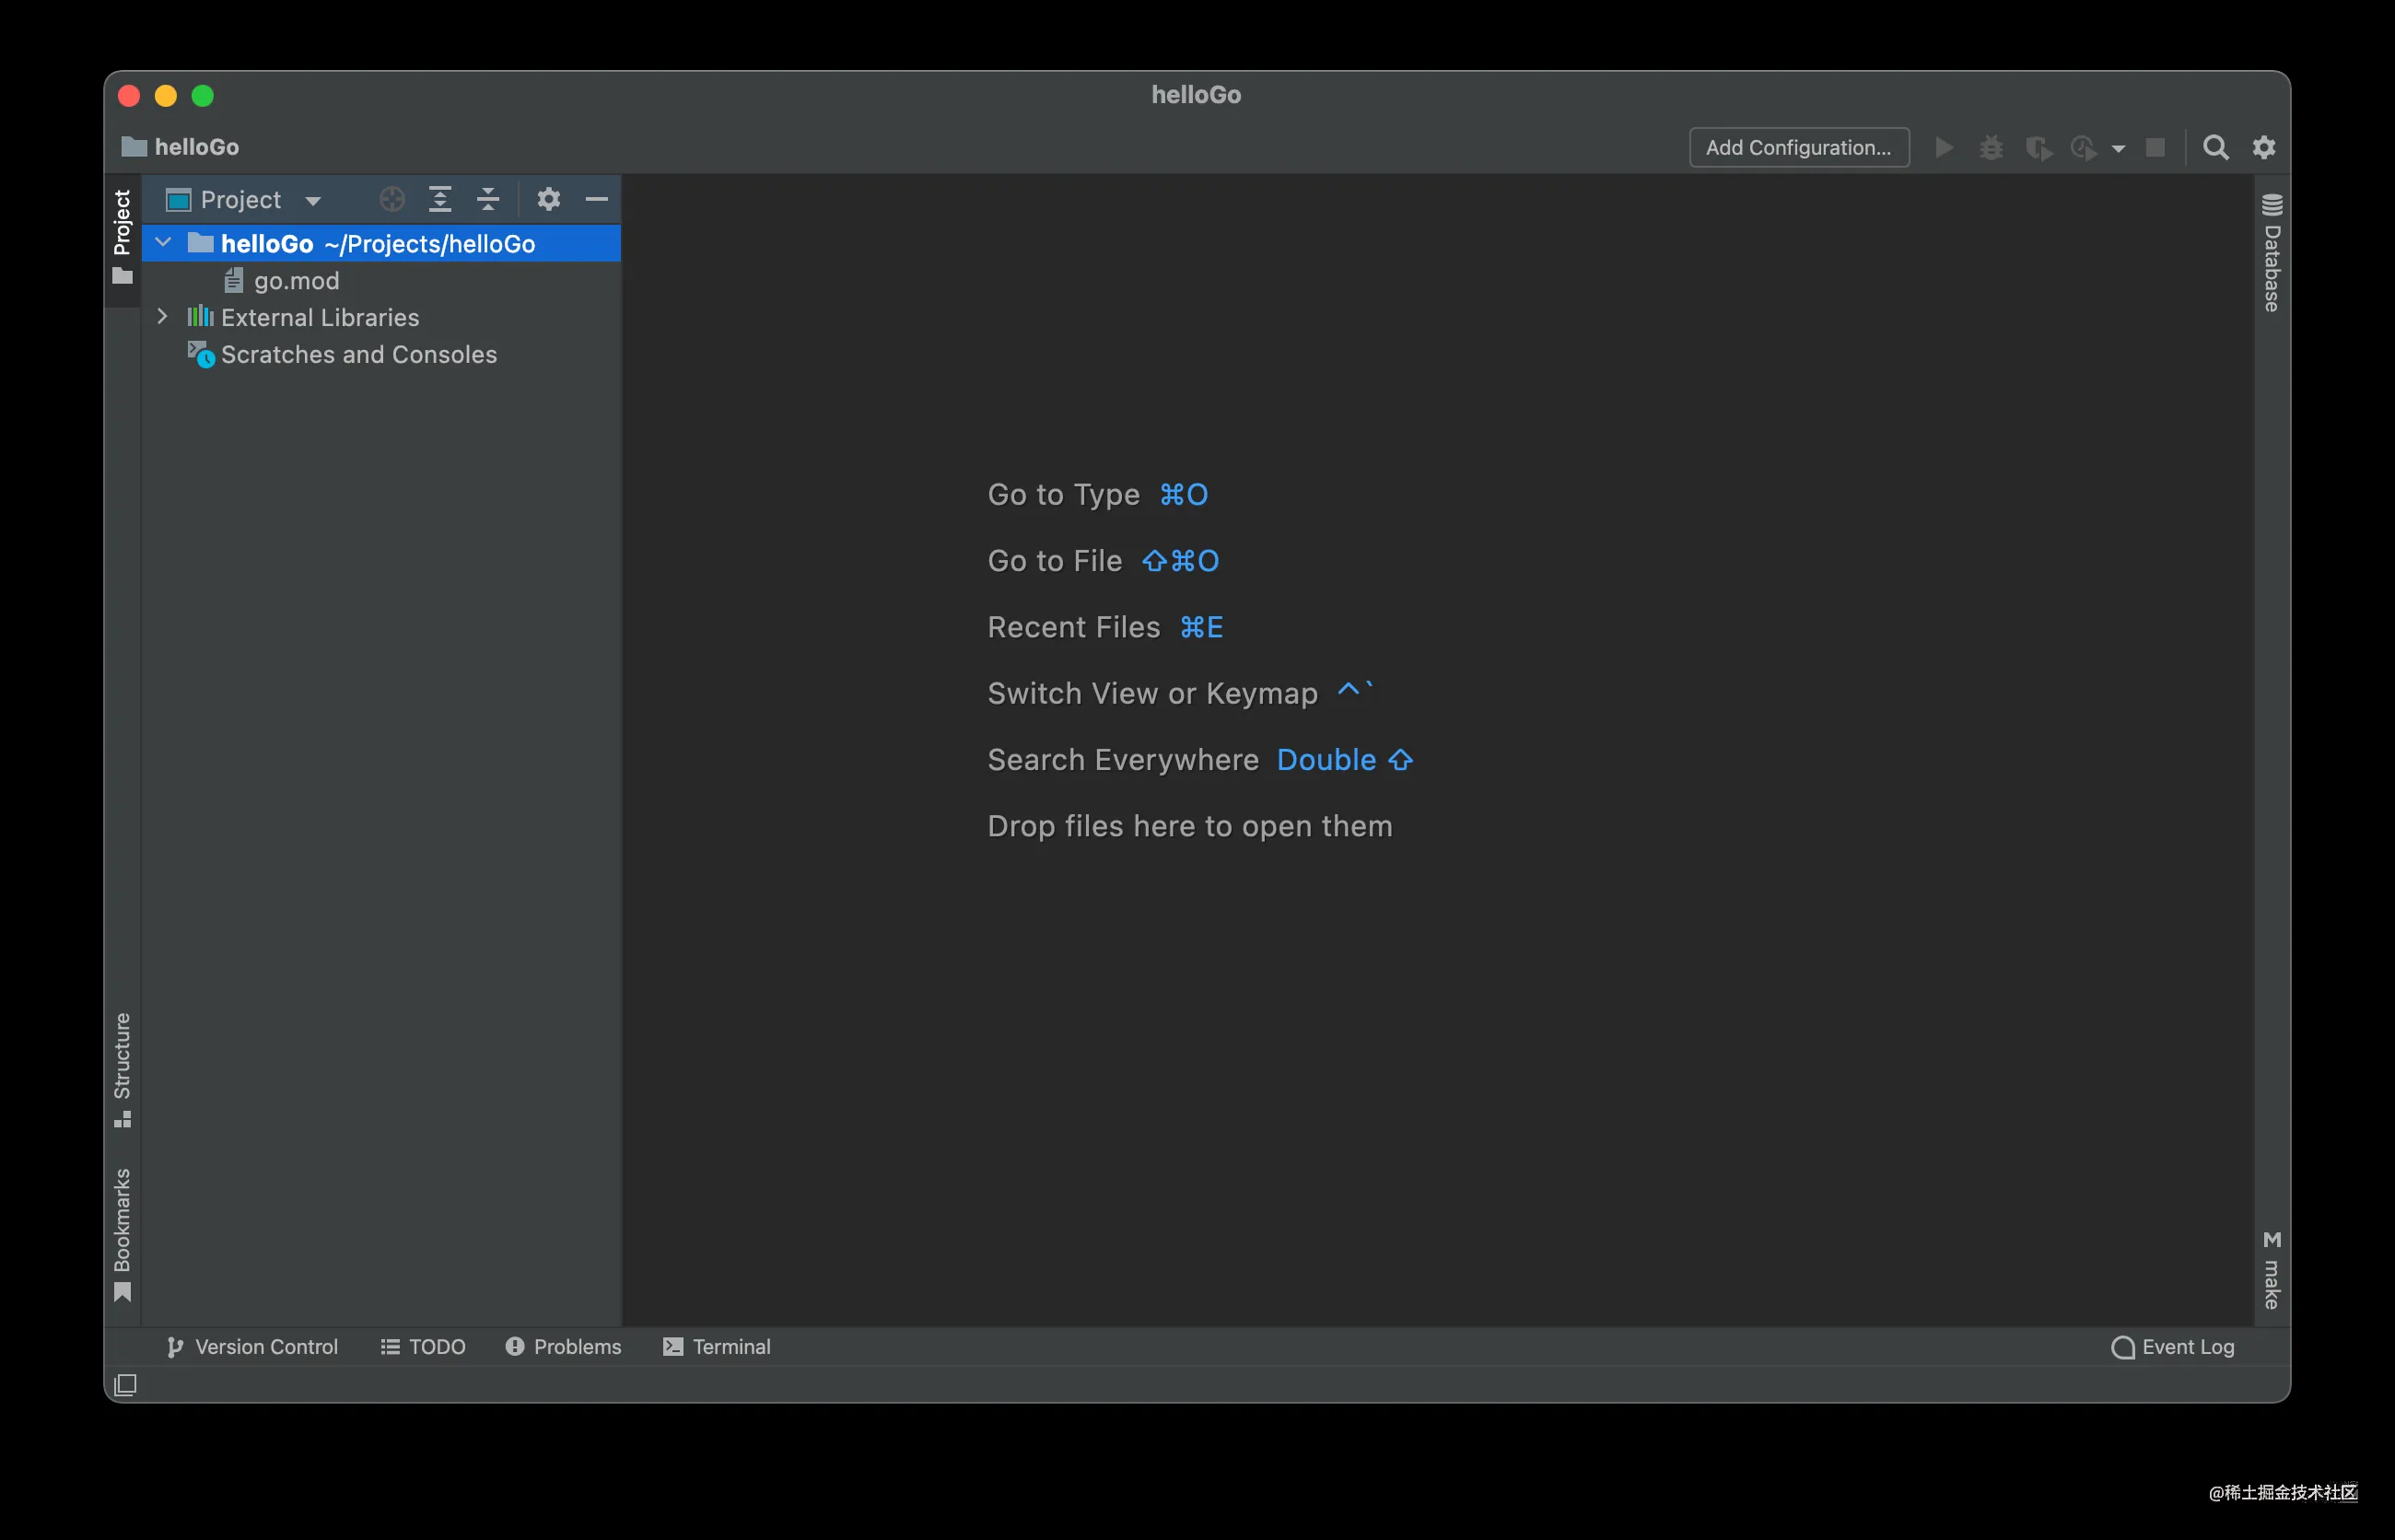 helloGo
helloGo
Add Configuration...
Project
Project
helloGo ~/Projects/helloGo
go.mod
External Libraries
Scratches and Consoles
Database
Go to Type ⌘O
Go to File ⇧⌘O
Recent Files ⌘E
Switch View or Keymap ^`
Search Everywhere Double ⇧
Drop files here to open them
Structure
Bookmarks
M make
Version Control
TODO
Problems
Terminal
Event Log
@稀土掘金技术社区